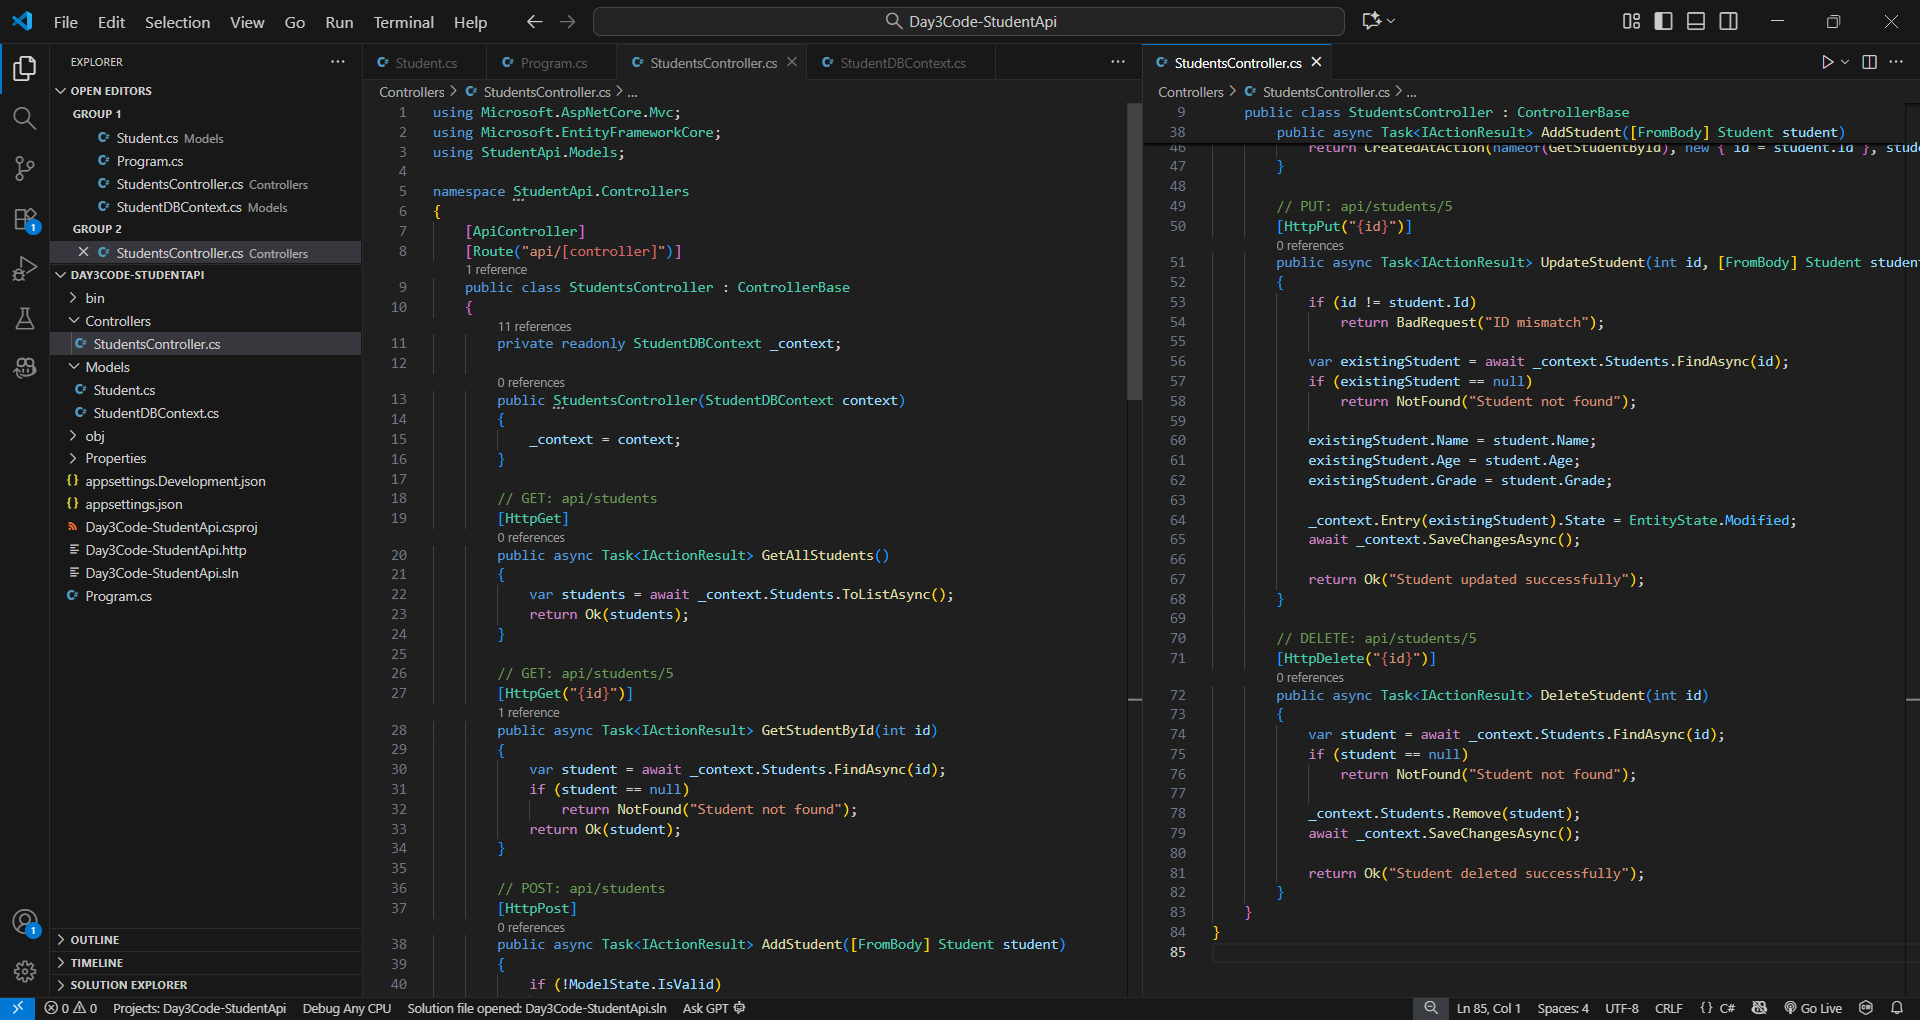 File Edit Selection View Go Run Terminal Help
Day3Code-StudentApi
EXPLORER
OPEN EDITORS
GROUP 1
Student.cs Models
Program.cs
StudentsController.cs Controllers
StudentDBContext.cs Models
GROUP 2
StudentsController.cs Controllers
DAY3CODE-STUDENTAPI
bin
Controllers
StudentsController.cs
Models
Student.cs
StudentDBContext.cs
obj
Properties
appsettings.Development.json
appsettings.json
Day3Code-StudentApi.csproj
Day3Code-StudentApi.http
Day3Code-StudentApi.sln
Program.cs
OUTLINE
TIMELINE
SOLUTION EXPLORER
Student.cs Program.cs StudentsController.cs StudentDBContext.cs
Controllers > StudentsController.cs > ...
1 using Microsoft.AspNetCore.Mvc;
2 using Microsoft.EntityFrameworkCore;
3 using StudentApi.Models;
4
5 namespace StudentApi.Controllers
6 {
7 [ApiController]
8 [Route("api/[controller]")]
1 reference
9 public class StudentsController : ControllerBase
10 {
11 references
11 private readonly StudentDBContext _context;
12
0 references
13 public StudentsController(StudentDBContext context)
14 {
15 _context = context;
16 }
17
18 // GET: api/students
19 [HttpGet]
0 references
20 public async Task<IActionResult> GetAllStudents()
21 {
22 var students = await _context.Students.ToListAsync();
23 return Ok(students);
24 }
25
26 // GET: api/students/5
27 [HttpGet("{id}")]
1 reference
28 public async Task<IActionResult> GetStudentById(int id)
29 {
30 var student = await _context.Students.FindAsync(id);
31 if (student == null)
32 return NotFound("Student not found");
33 return Ok(student);
34 }
35
36 // POST: api/students
37 [HttpPost]
0 references
38 public async Task<IActionResult> AddStudent([FromBody] Student student)
39 {
40 if (!ModelState.IsValid)
StudentsController.cs
Controllers > StudentsController.cs > ...
9 public class StudentsController : ControllerBase
38 public async Task<IActionResult> AddStudent([FromBody] Student student)
46 return CreatedAtAction(nameof(GetStudentById), new { id = student.Id }, stud
47 }
48
49 // PUT: api/students/5
50 [HttpPut("{id}")]
0 references
51 public async Task<IActionResult> UpdateStudent(int id, [FromBody] Student student
52 {
53 if (id != student.Id)
54 return BadRequest("ID mismatch");
55
56 var existingStudent = await _context.Students.FindAsync(id);
57 if (existingStudent == null)
58 return NotFound("Student not found");
59
60 existingStudent.Name = student.Name;
61 existingStudent.Age = student.Age;
62 existingStudent.Grade = student.Grade;
63
64 _context.Entry(existingStudent).State = EntityState.Modified;
65 await _context.SaveChangesAsync();
66
67 return Ok("Student updated successfully");
68 }
69
70 // DELETE: api/students/5
71 [HttpDelete("{id}")]
0 references
72 public async Task<IActionResult> DeleteStudent(int id)
73 {
74 var student = await _context.Students.FindAsync(id);
75 if (student == null)
76 return NotFound("Student not found");
77
78 _context.Students.Remove(student);
79 await _context.SaveChangesAsync();
80
81 return Ok("Student deleted successfully");
82 }
83 }
84 }
85
0 0 Projects: Day3Code-StudentApi Debug Any CPU Solution file opened: Day3Code-StudentApi.sln Ask GPT Ln 85, Col 1 Spaces: 4 UTF-8 CRLF {} C# Go Live